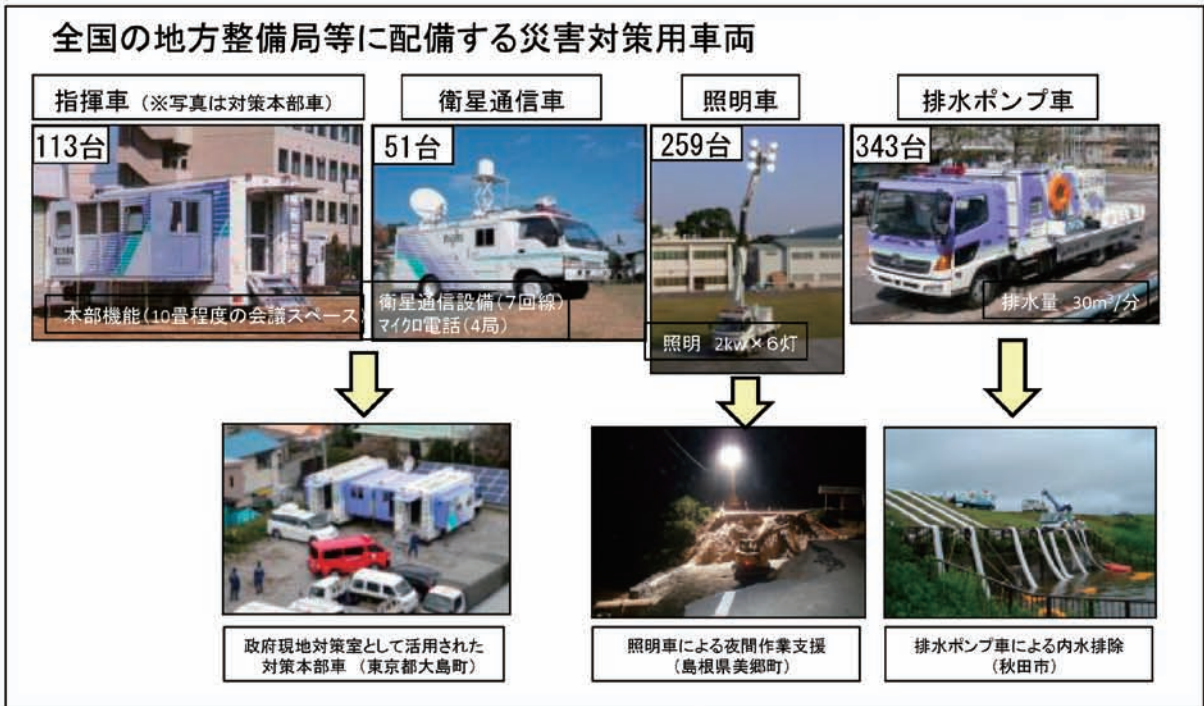 全国の地方整備局等に配備する災害対策用車両
指揮車（※写真は対策本部車）
衛星通信車
照明車
排水ポンプ車
113台
51台
259台
343台
本部機能（10畳程度の会議スペース）
衛星通信設備（7回線）
マイクロ電話（4局）
照明 2kw×6灯
排水量 30m³/分
政府現地対策室として活用された
対策本部車（東京都大島町）
照明車による夜間作業支援
（島根県美郷町）
排水ポンプ車による内水排除
（秋田市）